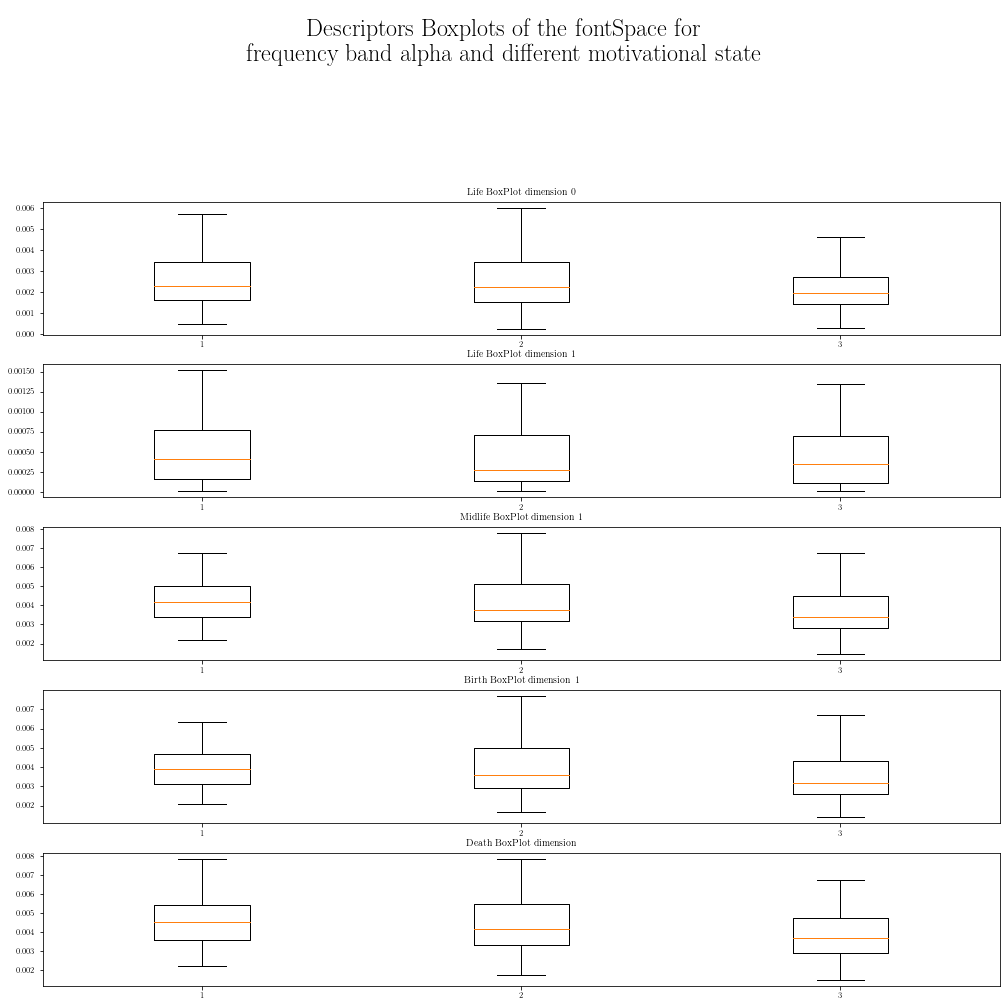 Descriptors Boxplots of the fontSpace for
frequency band alpha and different motivational state
Life BoxPlot dimension 0
0.006
0.005
0.004
0.003
0.002
0.001
0.000
1 2 3
Life BoxPlot dimension 1
0.00150
0.00125
0.00100
0.00075
0.00050
0.00025
0.00000
1 2 3
Midlife BoxPlot dimension 1
0.008
0.007
0.006
0.005
0.004
0.003
0.002
1 2 3
Birth BoxPlot dimension 1
0.007
0.006
0.005
0.004
0.003
0.002
1 2 3
Death BoxPlot dimension
0.008
0.007
0.006
0.005
0.004
0.003
0.002
1 2 3